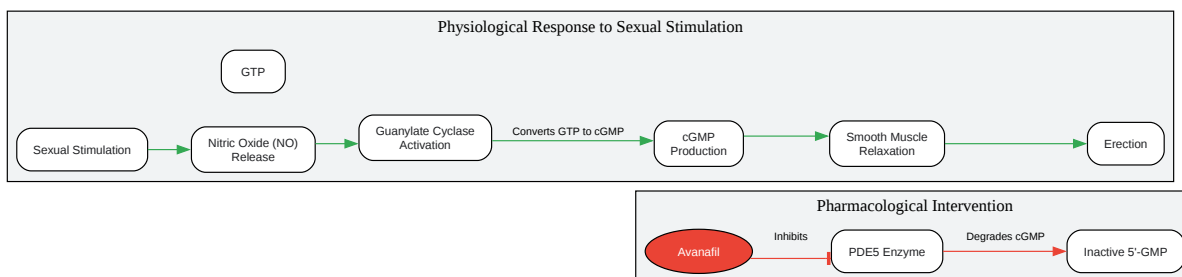 Physiological Response to Sexual Stimulation
GTP
Sexual Stimulation
Nitric Oxide (NO)
Release
Guanylate Cyclase
Activation
Converts GTP to cGMP
cGMP
Production
Smooth Muscle
Relaxation
Erection
Pharmacological Intervention
Avanafil
Inhibits
PDE5 Enzyme
Degrades cGMP
Inactive 5'-GMP